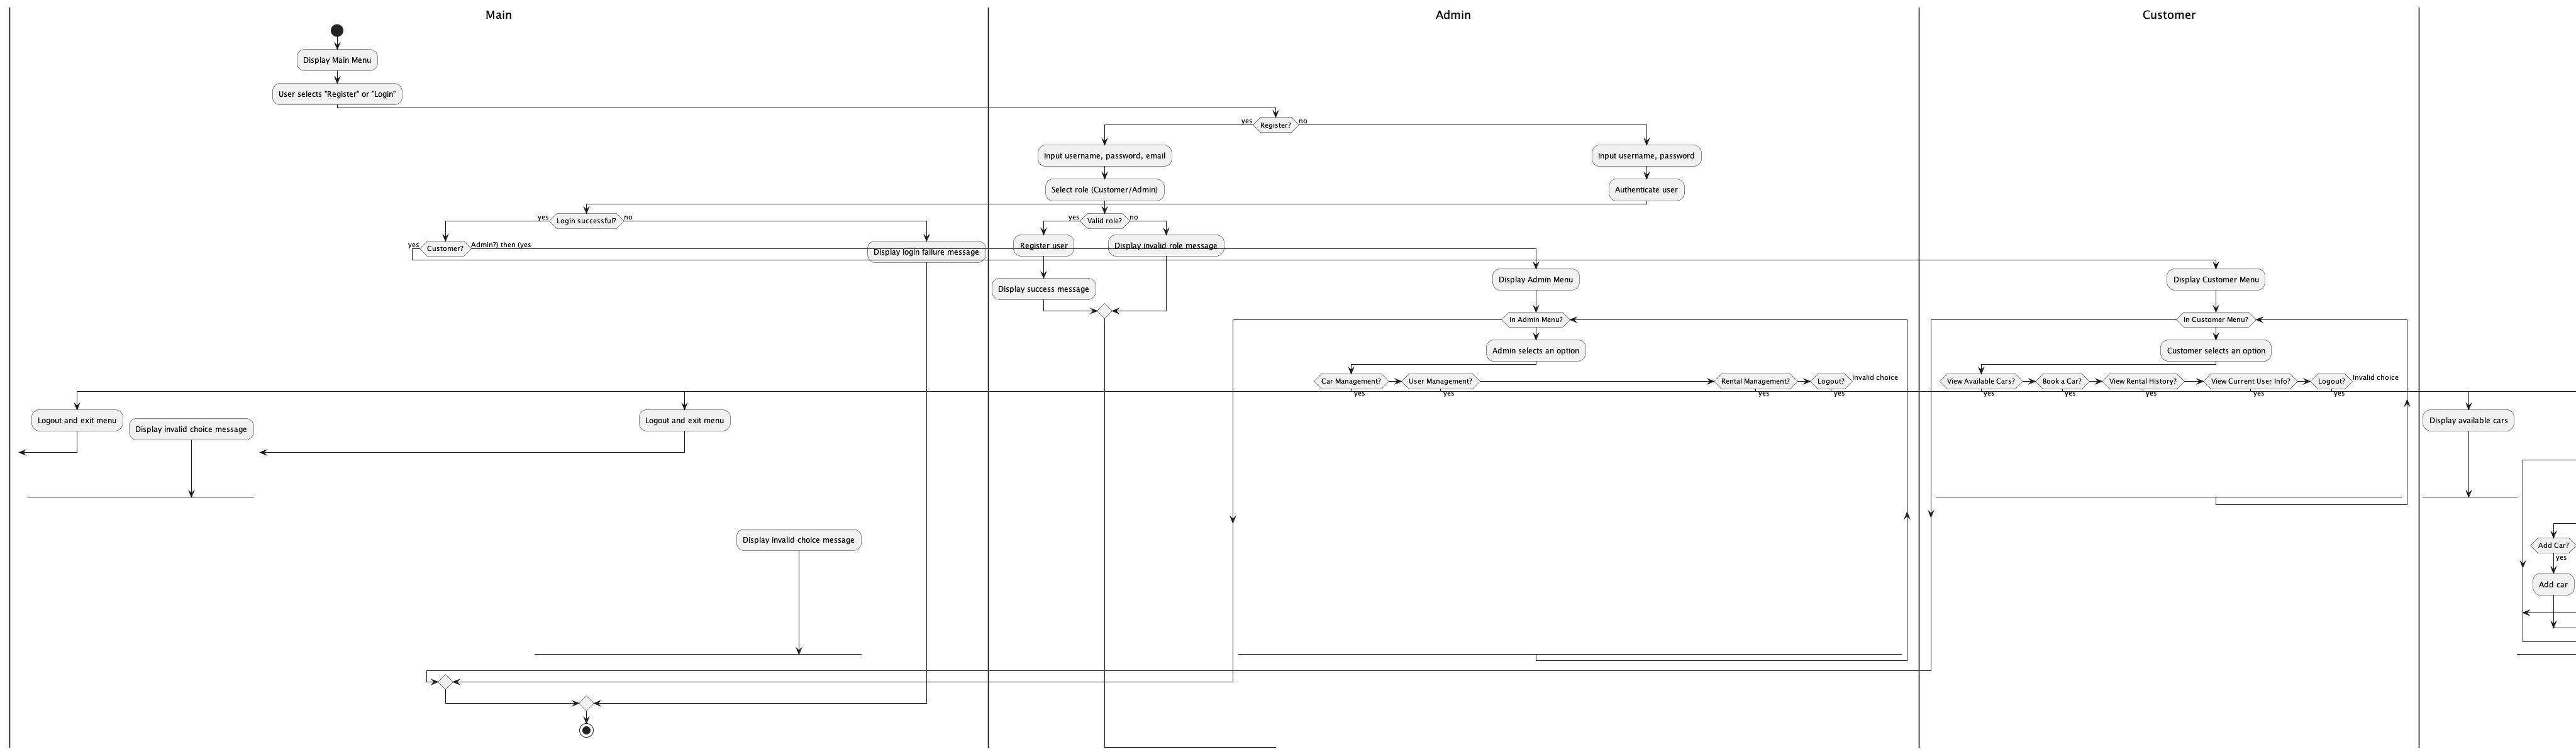 Main
Admin
Customer
Display Main Menu
User selects "Register" or "Login"
yes
Register?
no
Input username, password, email
Input username, password
Select role (Customer/Admin)
Authenticate user
yes
Login successful?
no
yes
Valid role?
no
yes
Customer?
Admin?) then (yes
Display login failure message
Register user
Display invalid role message
Display Admin Menu
Display Customer Menu
Display success message
In Admin Menu?
In Customer Menu?
Admin selects an option
Customer selects an option
Car Management?
User Management?
Rental Management?
Logout?
Invalid choice
View Available Cars?
Book a Car?
View Rental History?
View Current User Info?
Logout?
Invalid choice
yes
yes
yes
yes
yes
yes
yes
yes
yes
Logout and exit menu
Display invalid choice message
Logout and exit menu
Display available cars
Display invalid choice message
Add Car?
yes
Add car